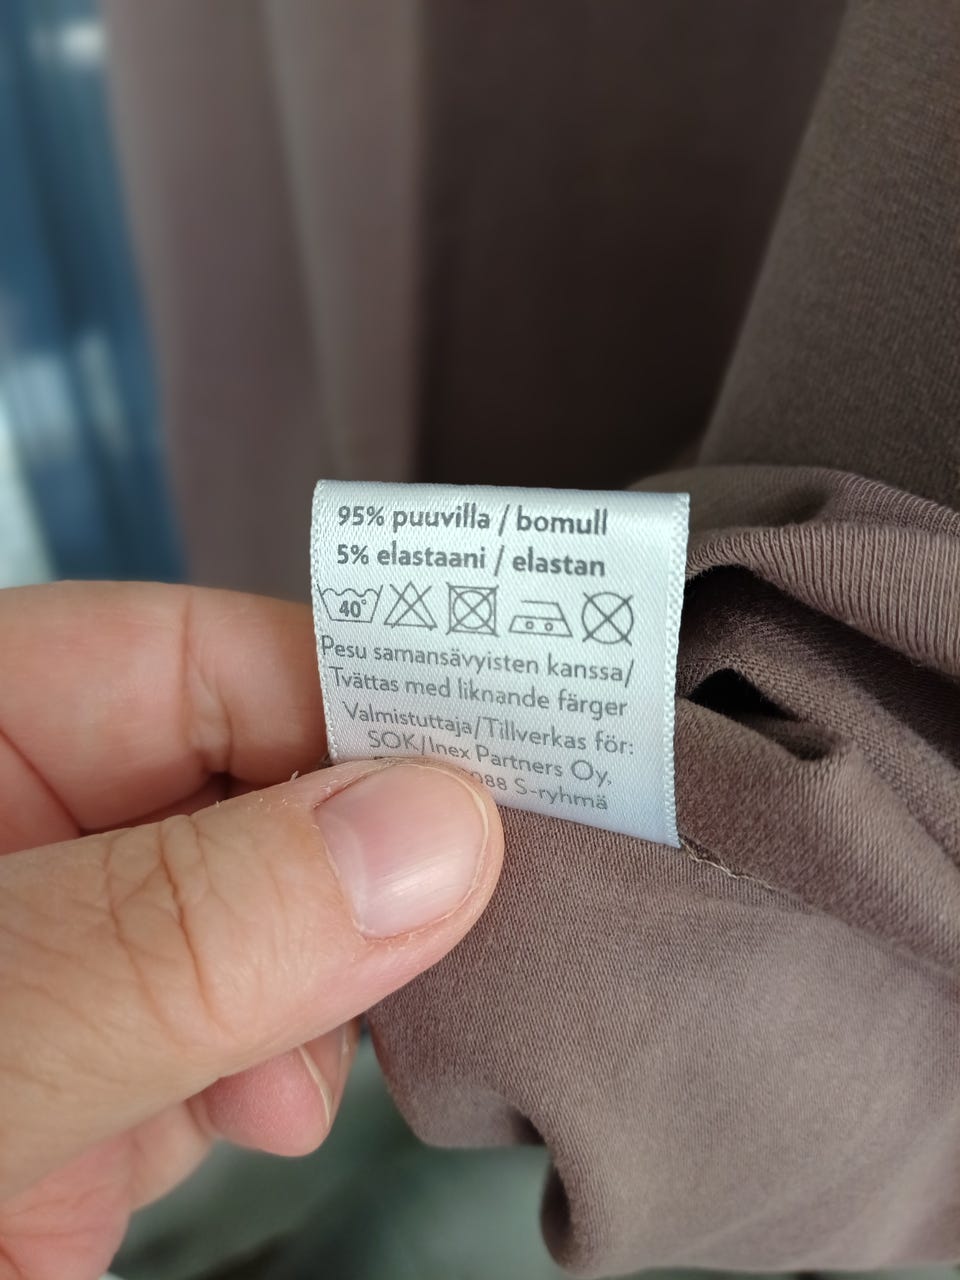 95% puuvilla / bomull
5% elastaani / elastan
40°
Pesu samansävyisten kanssa/
Tvättas med liknande färger
Valmistuttaja/Tillverkas för:
SOK/Inex Partners Oy,
088 S-ryhmä